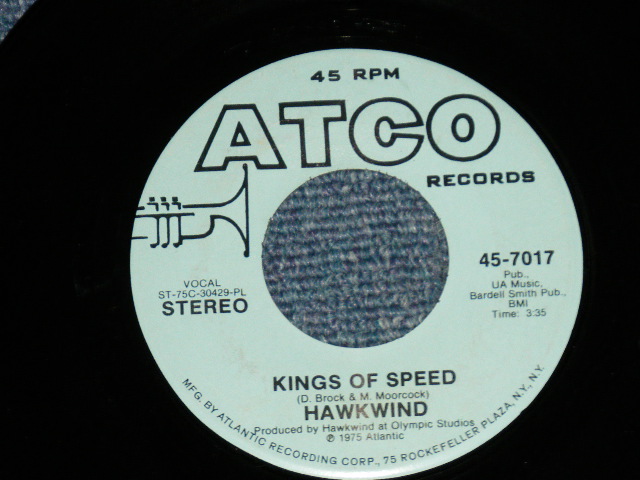 45 RPM
ATCO
RECORDS
45-7017
Pub.,
UA Music,
Bardell Smith Pub.,
BMI
Time: 3:35
VOCAL
ST-75C-30429-PL
STEREO
KINGS OF SPEED
(D. Brock & M. Moorcock)
HAWKWIND
Produced by Hawkwind at Olympic Studios
℗ 1975 Atlantic
MFG. BY ATLANTIC RECORDING CORP., 75 ROCKEFELLER PLAZA, N.Y., N.Y.